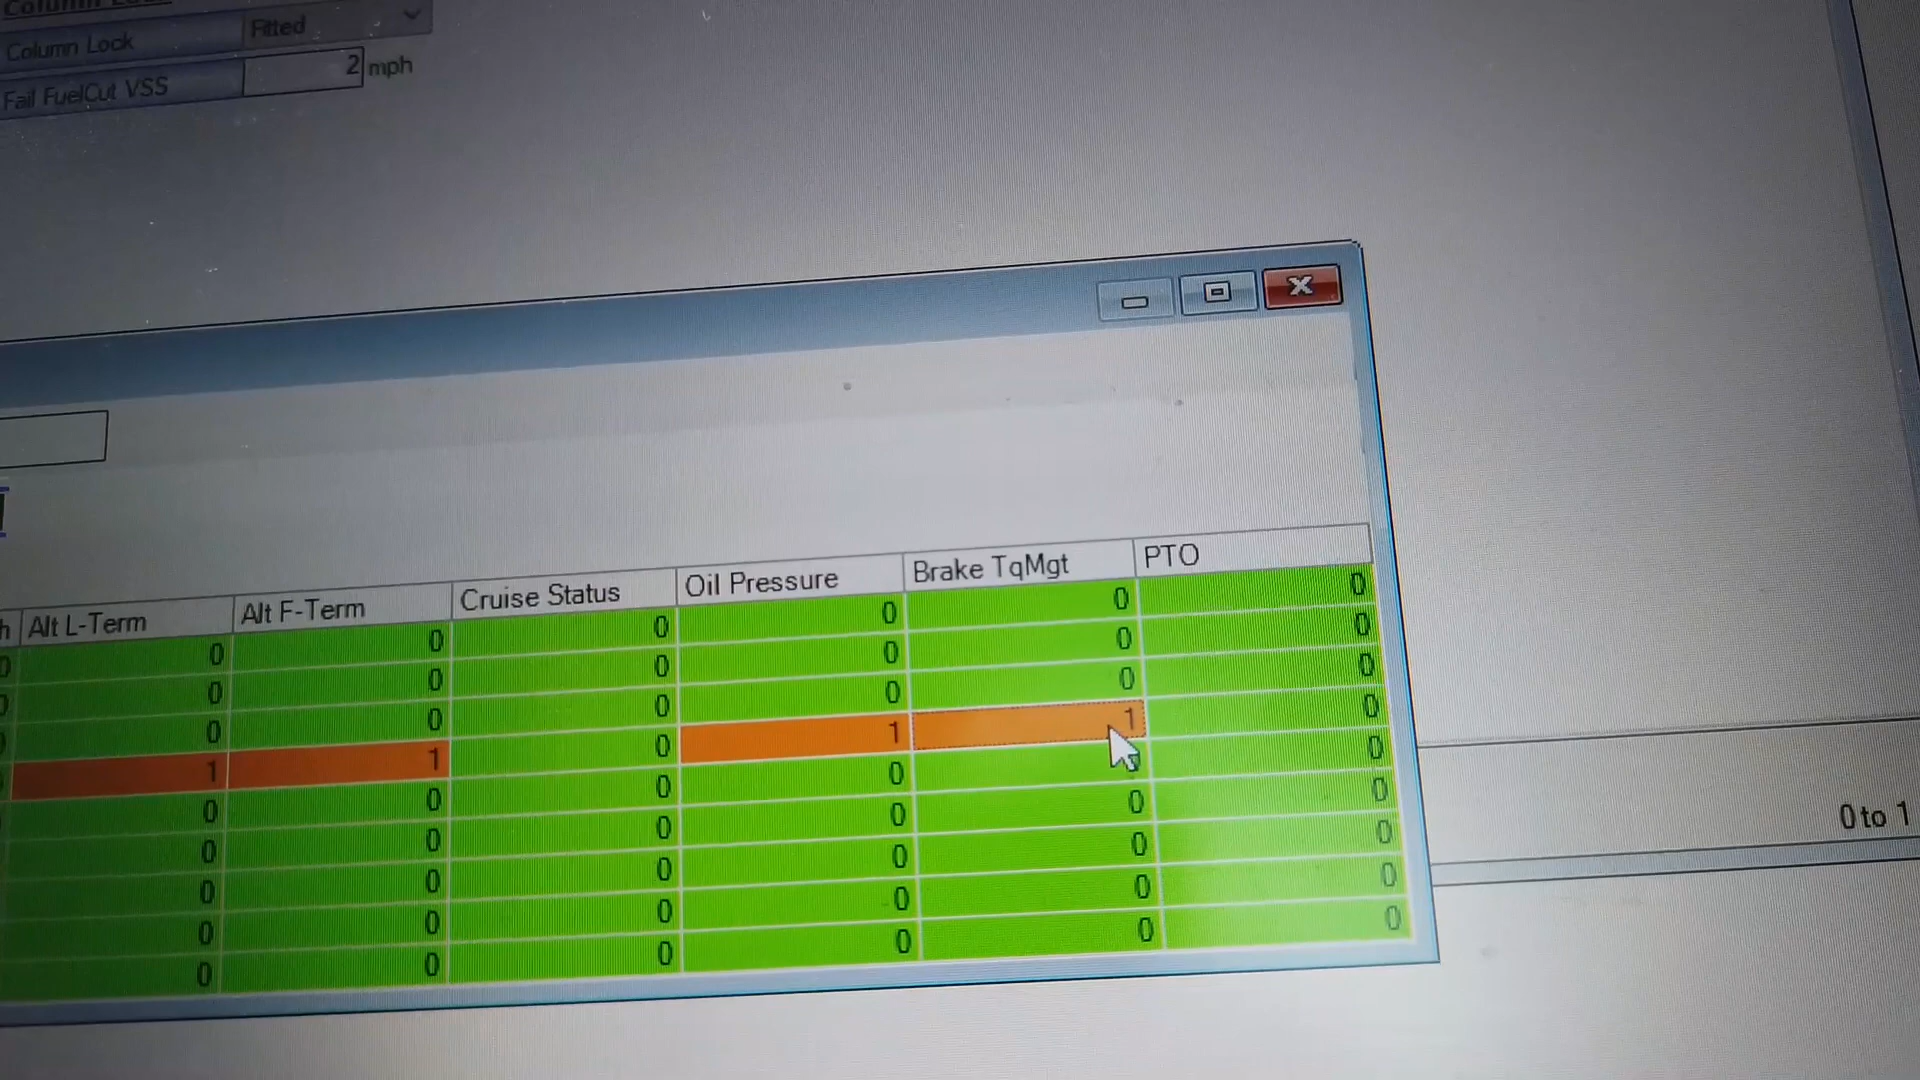 Column Lock Fitted
Fail FuelCut VSS 2 mph
h Alt L-Term Alt F-Term Cruise Status Oil Pressure Brake TqMgt PTO
0 0 0 0 0 0 0
0 0 0 0 0 0 0
0 0 0 0 0 0 0
1 1 0 1 1 0
0 0 0 0 0 0
0 0 0 0 0 0
0 0 0 0 0 0
0 0 0 0 0 0
0 0 0 0 0 0
0 to 1